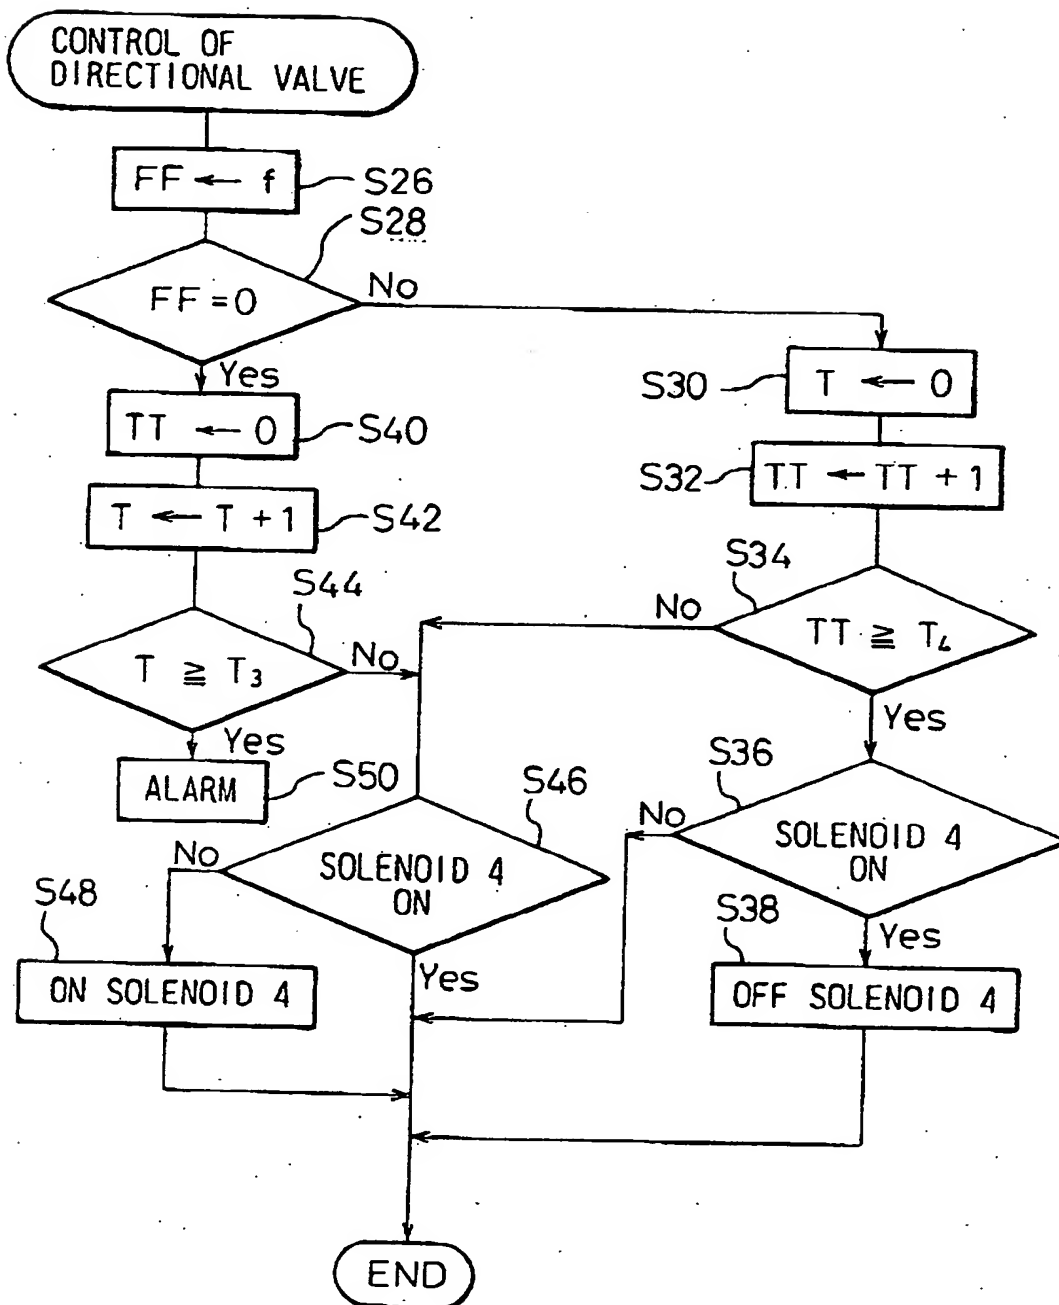 CONTROL OF
DIRECTIONAL VALVE
FF ← f
S26
S28
FF = 0
No
Yes
T ← 0
S30
TT ← 0
S40
TT ← TT + 1
S32
T ← T + 1
S42
S34
S44
No
TT ≧ T₄
T ≧ T₃
No
Yes
Yes
ALARM
S50
S46
S36
No
SOLENOID 4
ON
No
SOLENOID 4
ON
S48
S38
Yes
Yes
ON SOLENOID 4
OFF SOLENOID 4
END